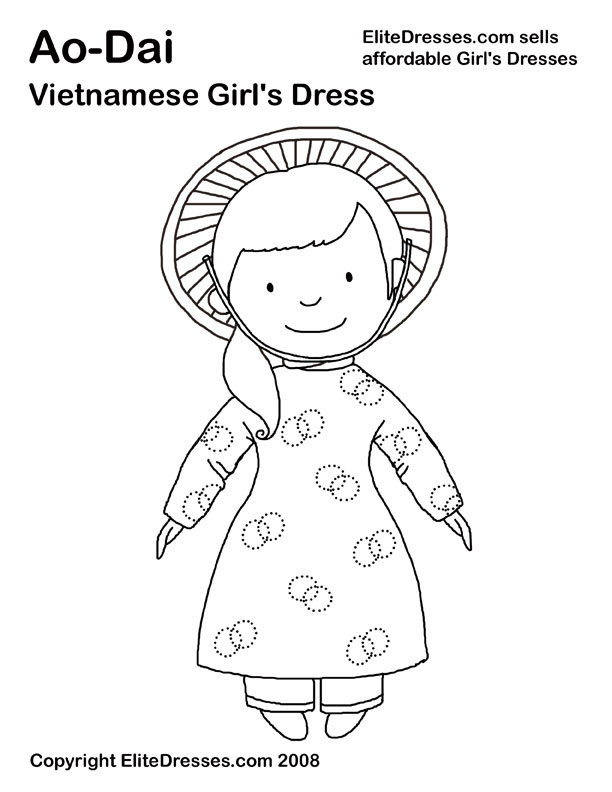 Ao-Dai
Vietnamese Girl's Dress
EliteDresses.com sells
affordable Girl's Dresses
Copyright EliteDresses.com 2008